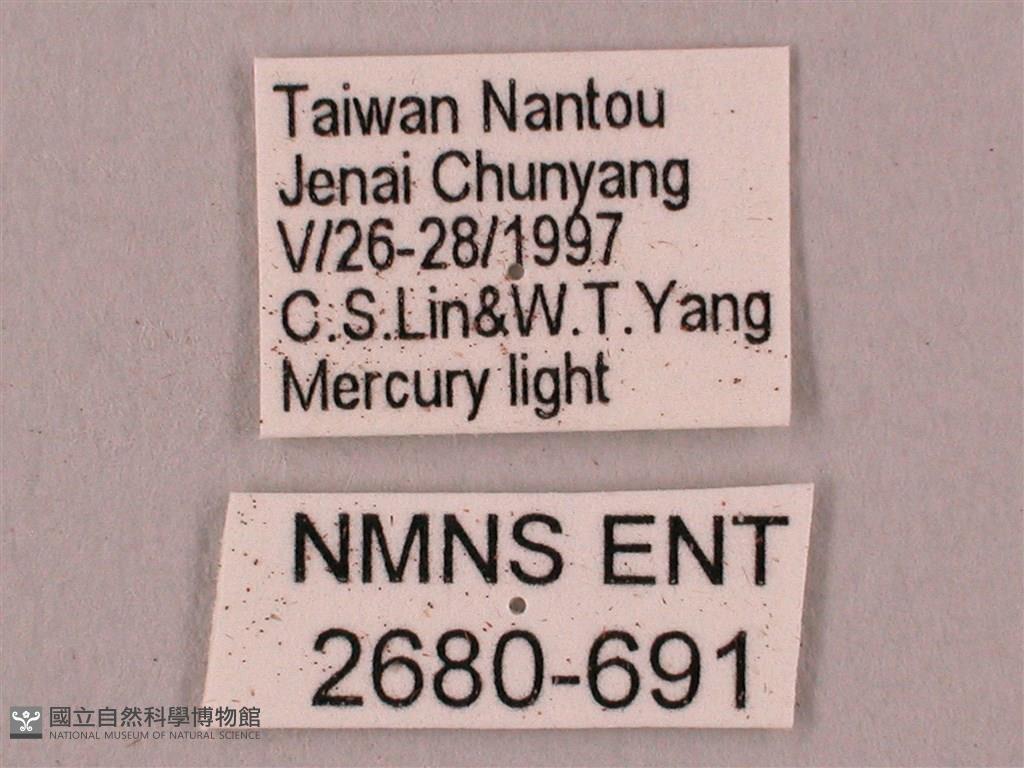 Taiwan Nantou
Jenai Chunyang
V/26-28/1997
C.S.Lin&W.T.Yang
Mercury light
NMNS ENT
2680-691
國立自然科學博物館
NATIONAL MUSEUM OF NATURAL SCIENCE